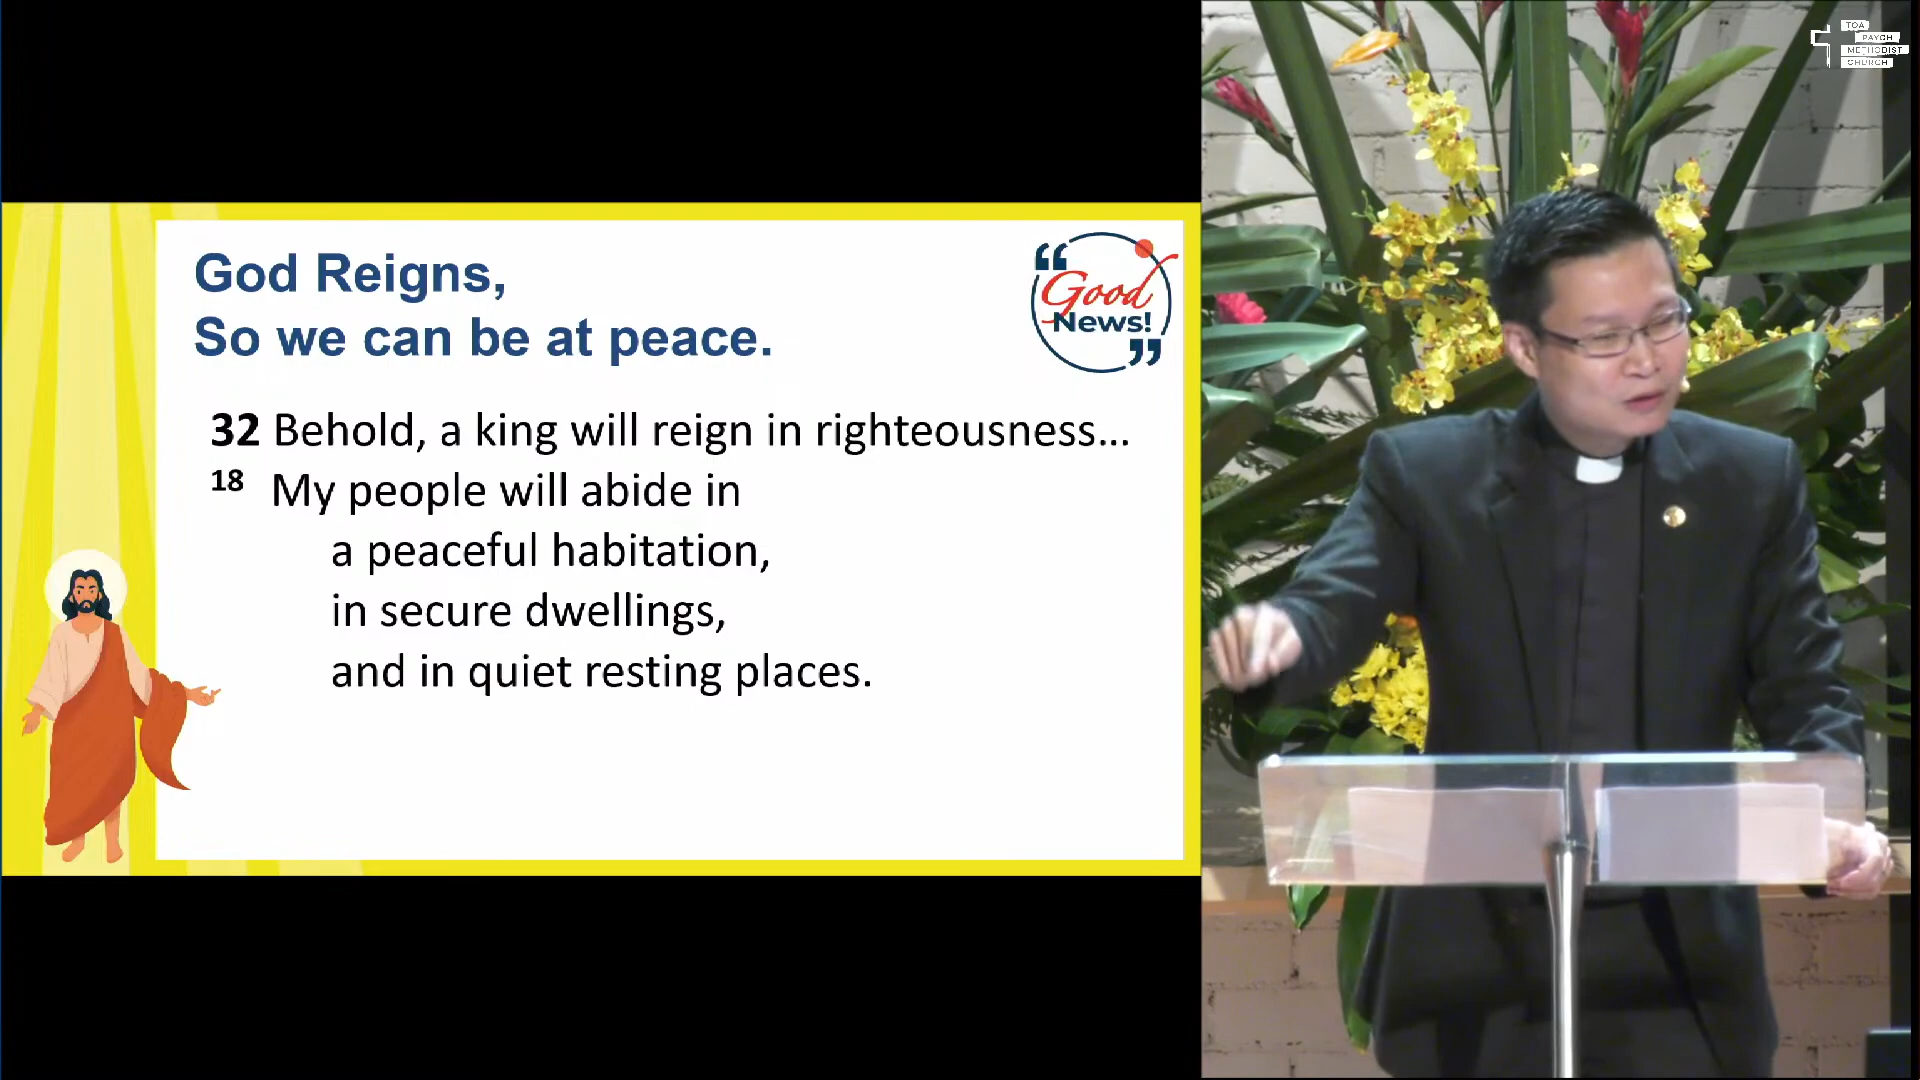 God Reigns,
So we can be at peace.
“Good
News!”
32 Behold, a king will reign in righteousness…
18 My people will abide in
a peaceful habitation,
in secure dwellings,
and in quiet resting places.
TOA
PAYOH
METHODIST
CHURCH